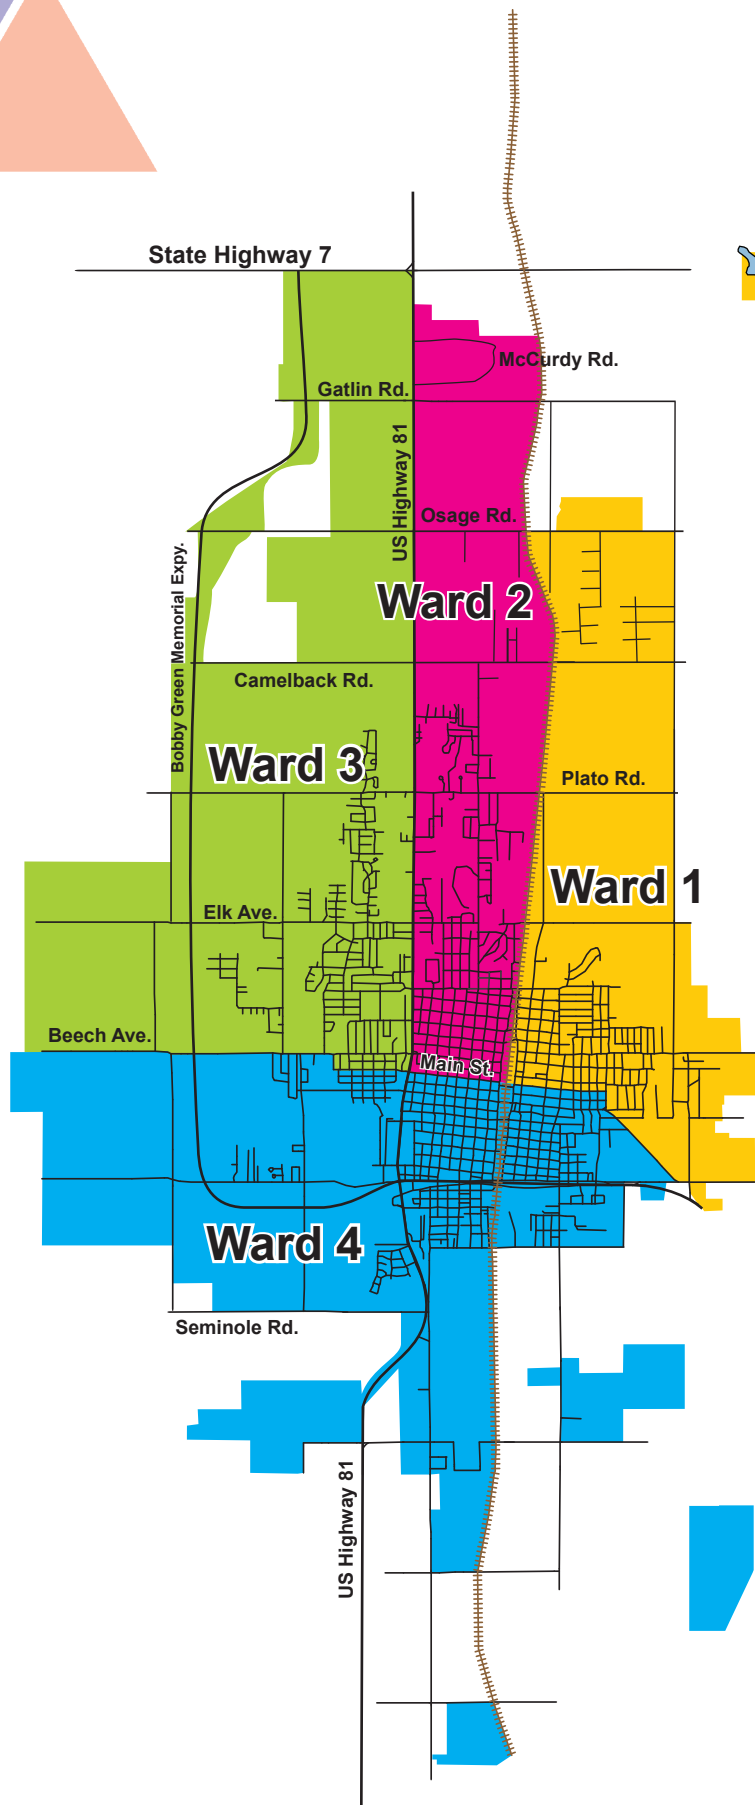 State Highway 7
McCurdy Rd.
Gatlin Rd.
US Highway 81
Osage Rd.
Bobby Green Memorial Expy.
Ward 2
Camelback Rd.
Ward 3
Plato Rd.
Ward 1
Elk Ave.
Beech Ave.
Main St.
Ward 4
Seminole Rd.
US Highway 81